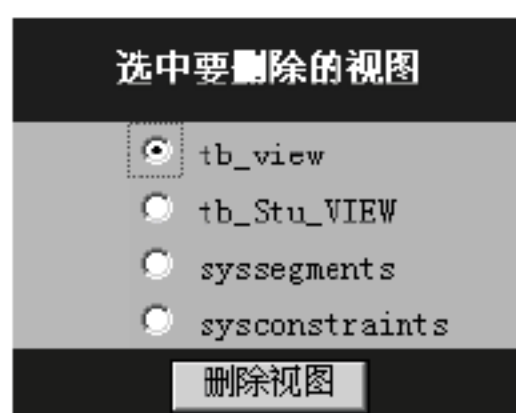 选中要删除的视图
tb_view
tb_Stu_VIEW
syssegments
sysconstraints
删除视图